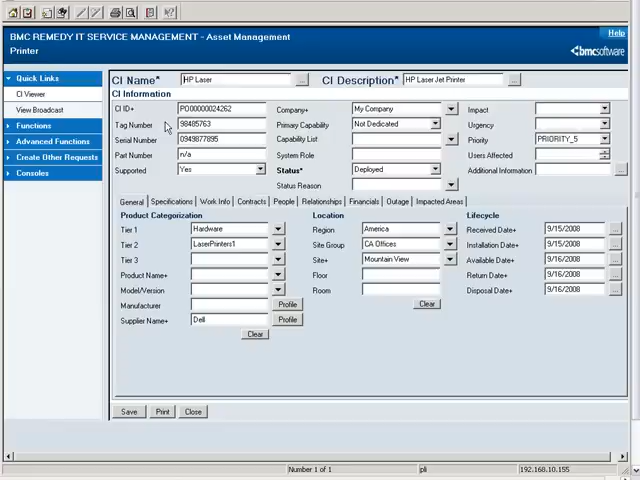 BMC REMEDY IT SERVICE MANAGEMENT - Asset Management
Help
Printer
bmcsoftware
Quick Links
CI Viewer
View Broadcast
Functions
Advanced Functions
Create Other Requests
Consoles
CI Name* HP Laser ... CI Description* HP Laser Jet Printer ...
CI Information
CI ID+ PO00000024262 Company+ My Company Impact
Tag Number 98485763 Primary Capability Not Dedicated Urgency
Serial Number 0949877895 Capability List Priority PRIORITY_5
Part Number n/a System Role Users Affected
Supported Yes Status* Deployed Additional Information ...
Status Reason
General Specifications Work Info Contracts People Relationships Financials Outage Impacted Areas
Product Categorization Location Lifecycle
Tier 1 Hardware Region America Received Date+ 9/15/2008 ...
Tier 2 LaserPrinters1 Site Group CA Offices Installation Date+ 9/15/2008 ...
Tier 3 Site+ Mountain View Available Date+ 9/16/2008 ...
Product Name+ Floor Return Date+ 9/16/2008 ...
Model/Version Room Disposal Date+ 9/16/2008 ...
Manufacturer Profile Clear
Supplier Name+ Dell Profile
Clear
Save Print Close
Number 1 of 1 pli 192.168.10.155